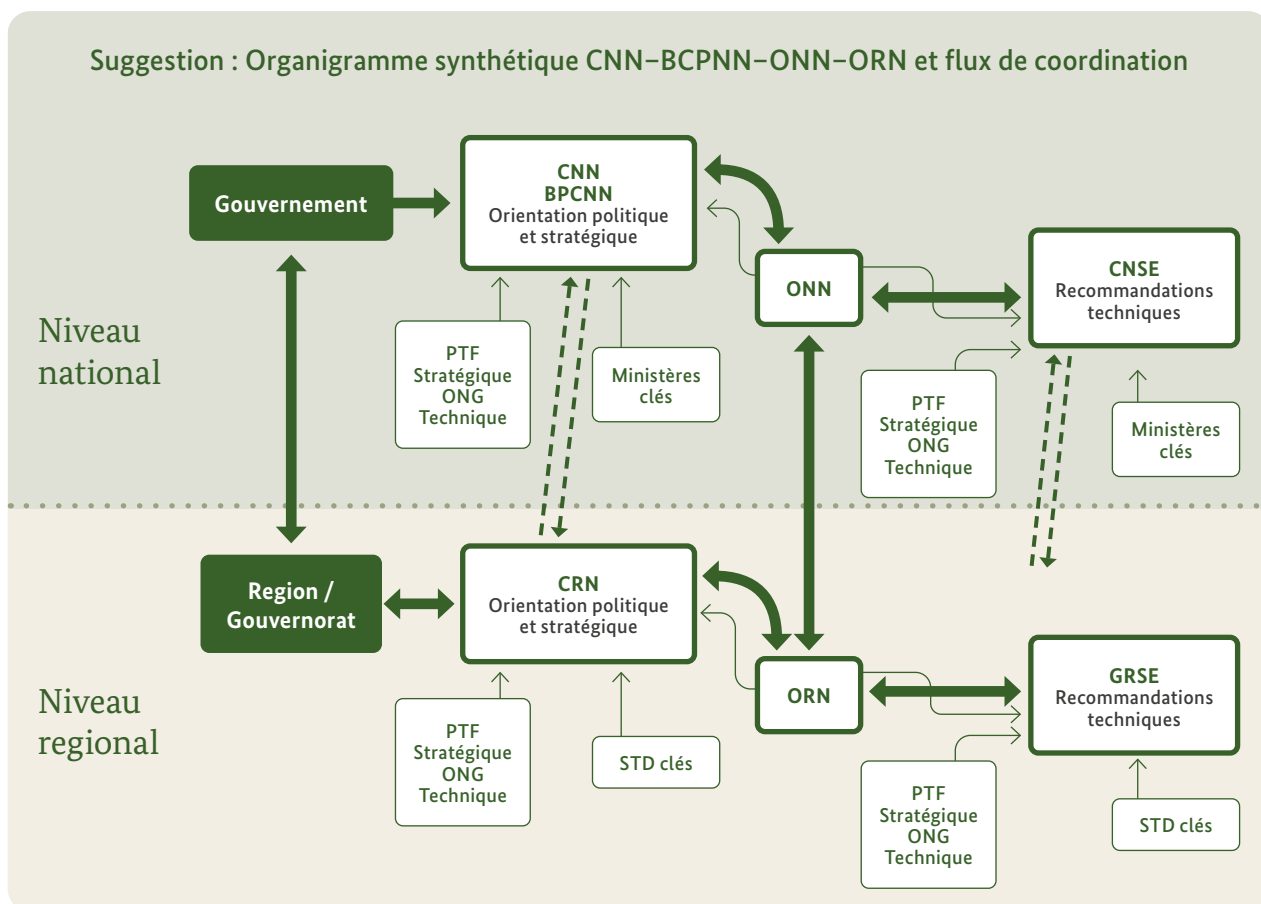 Suggestion : Organigramme synthétique CNN–BCPNN–ONN–ORN et flux de coordination
Niveau
national
Gouvernement
CNN
BPCNN
Orientation politique
et stratégique
ONN
CNSE
Recommandations
techniques
PTF
Stratégique
ONG
Technique
Ministères
clés
PTF
Stratégique
ONG
Technique
Ministères
clés
Niveau
regional
Region /
Gouvernorat
CRN
Orientation politique
et stratégique
ORN
GRSE
Recommandations
techniques
PTF
Stratégique
ONG
Technique
STD clés
PTF
Stratégique
ONG
Technique
STD clés